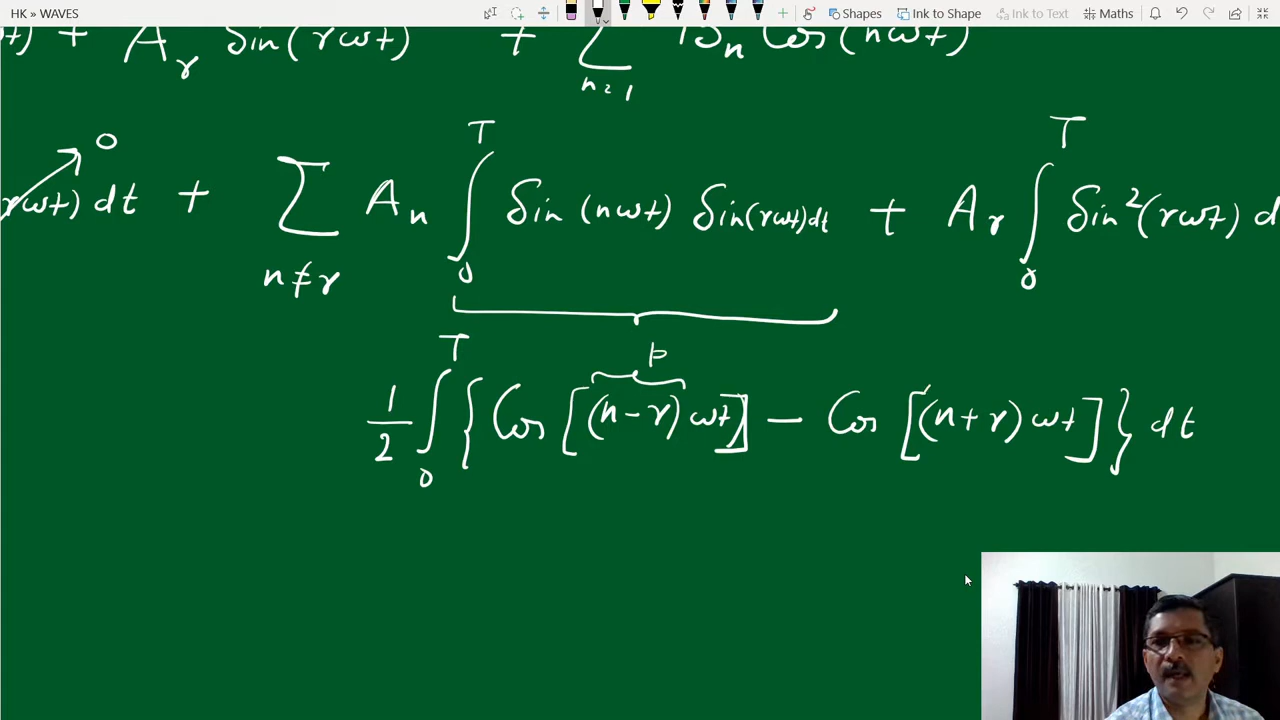 HK » WAVES Shapes Ink to Shape Ink to Text Maths
ωt) + A_r Sin(rωt) + ∑ B_n Cos(nωt)
n=1
0
rωt) dt + ∑ A_n ∫ Sin (nωt) Sin(rωt)dt + A_r ∫ Sin²(rωt) d
n≠r 0 T 0 T
p
1/2 ∫ 0 T { Cos [(n-r) ωt] — Cos [(n+r) ωt] } dt